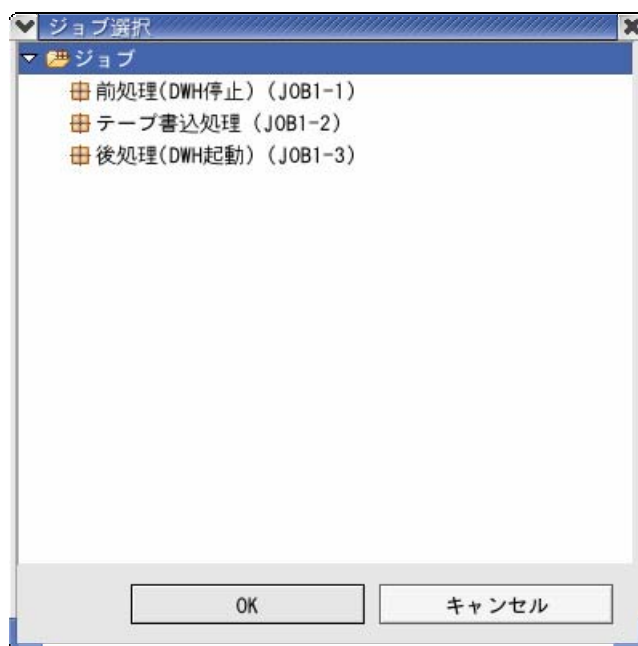 ジョブ選択
ジョブ
前処理(DWH停止) (JOB1-1)
テープ書込処理 (JOB1-2)
後処理(DWH起動) (JOB1-3)
OK
キャンセル